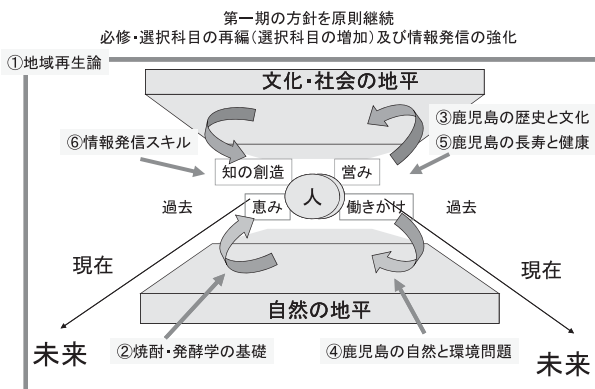 第一期の方針を原則継続
必修・選択科目の再編（選択科目の増加）及び情報発信の強化
①地域再生論
文化・社会の地平
③鹿児島の歴史と文化
⑤鹿児島の長寿と健康
⑥情報発信スキル
知の創造
営み
人
過去
恵み
働きかけ
過去
現在
現在
自然の地平
未来
②焼酎・発酵学の基礎
④鹿児島の自然と環境問題
未来